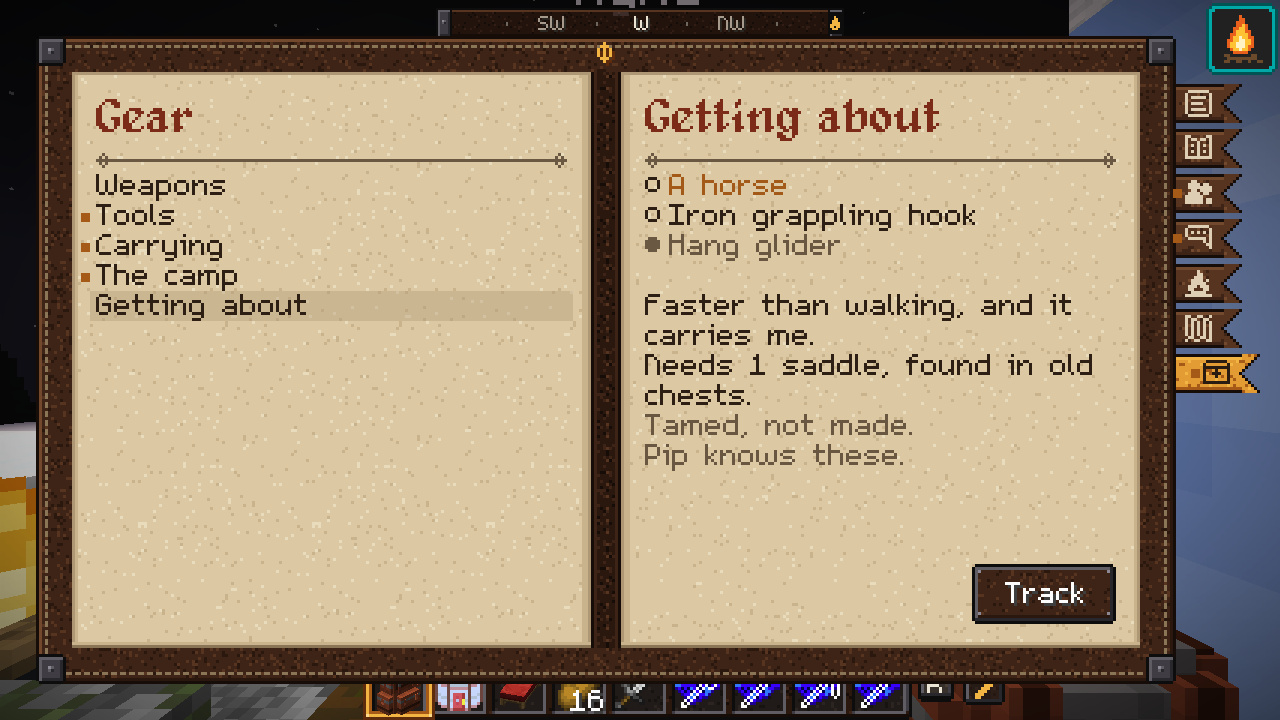 SW W NW
Gear
Weapons
Tools
Carrying
The camp
Getting about
Getting about
A horse
Iron grappling hook
Hang glider
Faster than walking, and it
carries me.
Needs 1 saddle, found in old
chests.
Tamed, not made.
Pip knows these.
Track
16